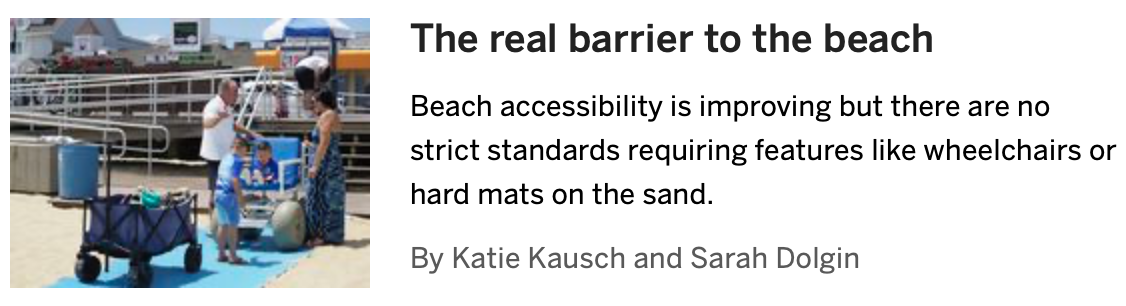 The real barrier to the beach
Beach accessibility is improving but there are no
strict standards requiring features like wheelchairs or
hard mats on the sand.
By Katie Kausch and Sarah Dolgin